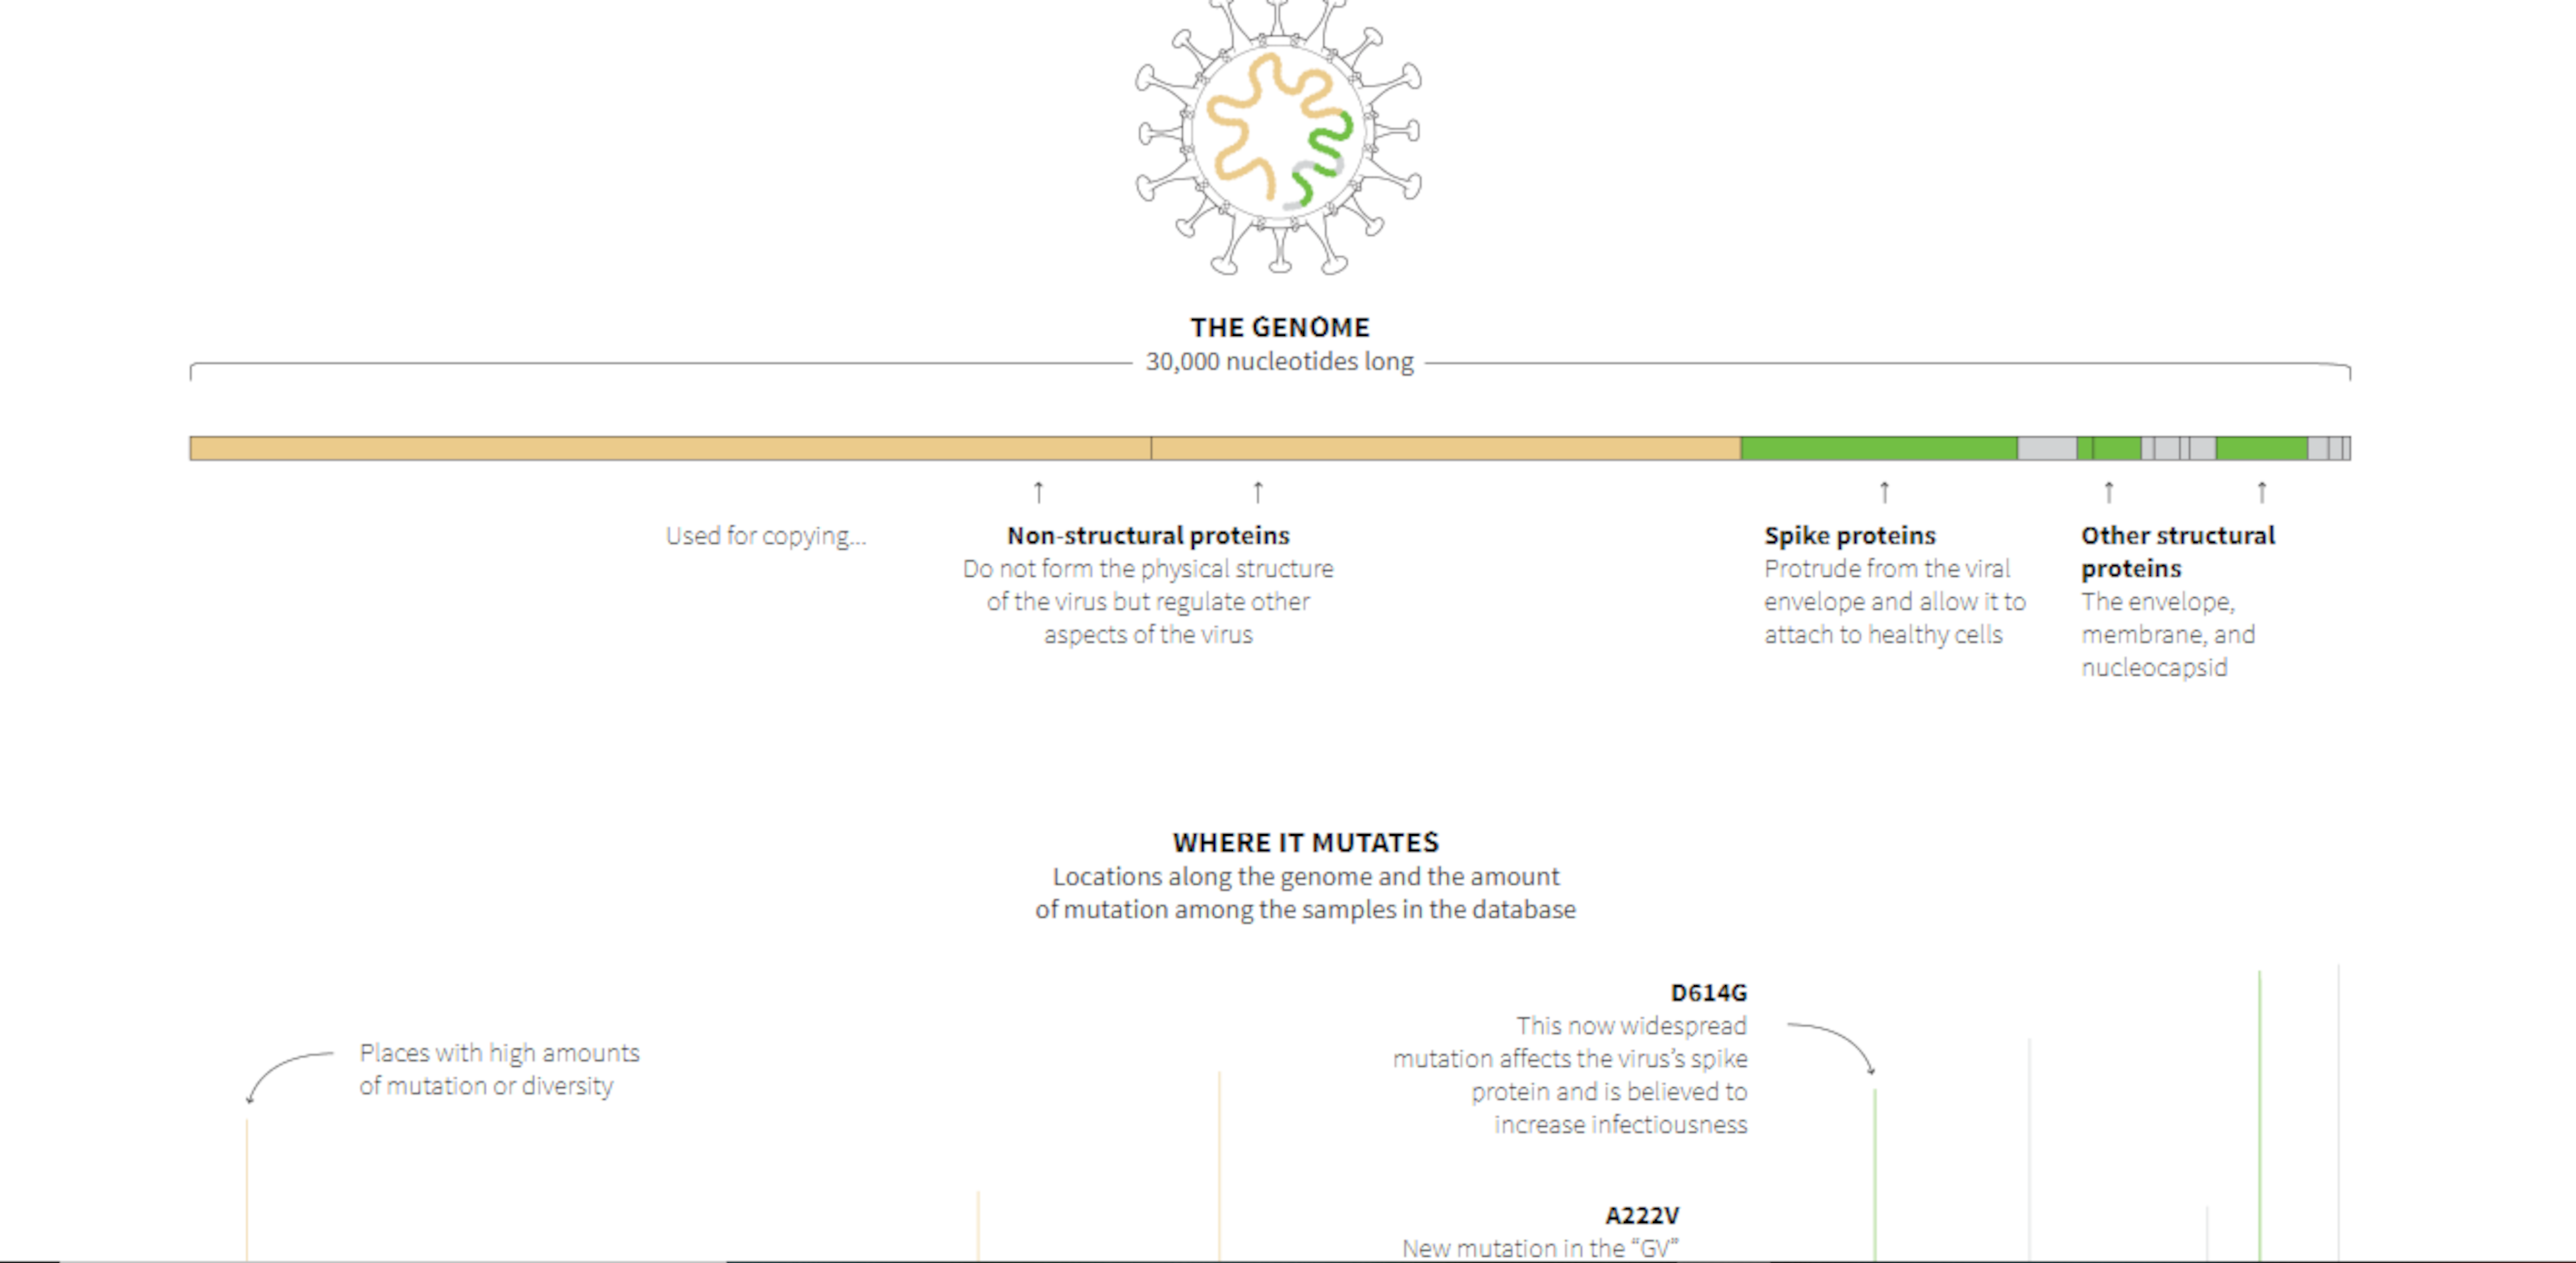 THE GENOME
30,000 nucleotides long
Used for copying...
Non-structural proteins
Do not form the physical structure
of the virus but regulate other
aspects of the virus
Spike proteins
Protrude from the viral
envelope and allow it to
attach to healthy cells
Other structural
proteins
The envelope,
membrane, and
nucleocapsid
WHERE IT MUTATES
Locations along the genome and the amount
of mutation among the samples in the database
Places with high amounts
of mutation or diversity
D614G
This now widespread
mutation affects the virus’s spike
protein and is believed to
increase infectiousness
A222V
New mutation in the “GV”